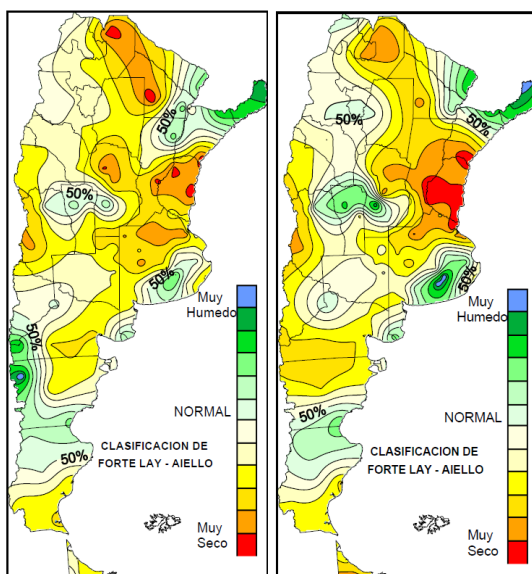 50%
50%
50%
50%
50%
Muy
Humedo
NORMAL
CLASIFICACION DE
FORTE LAY - AIELLO
Muy
Seco
50%
50%
50%
50%
Muy
Humedo
NORMAL
CLASIFICACION DE
FORTE LAY - AIELLO
Muy
Seco